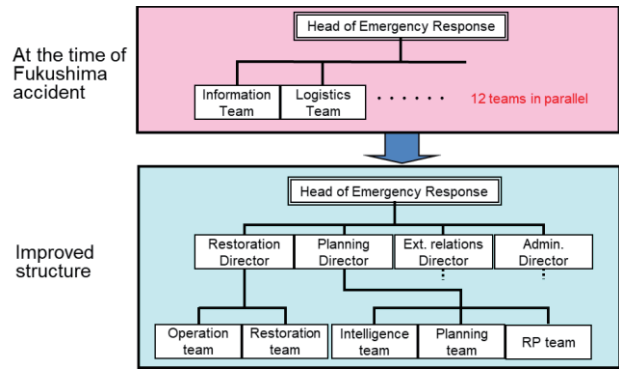 At the time of
Fukushima
accident
Head of Emergency Response
Information
Team
Logistics
Team
12 teams in parallel
Improved
structure
Head of Emergency Response
Restoration
Director
Planning
Director
Ext. relations
Director
Admin.
Director
Operation
team
Restoration
team
Intelligence
team
Planning
team
RP team